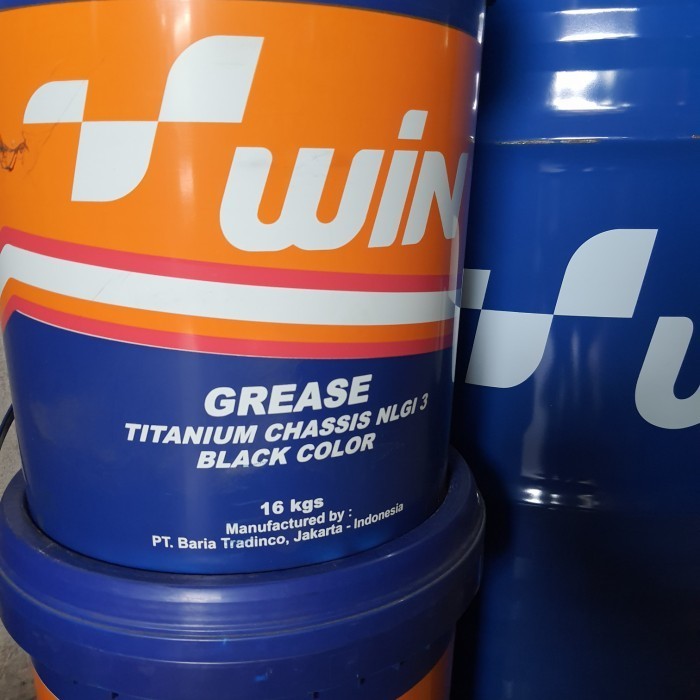 WIN
GREASE
TITANIUM CHASSIS NLGI 3
BLACK COLOR
16 kgs
Manufactured by :
PT. Baria Tradinco, Jakarta - Indonesia